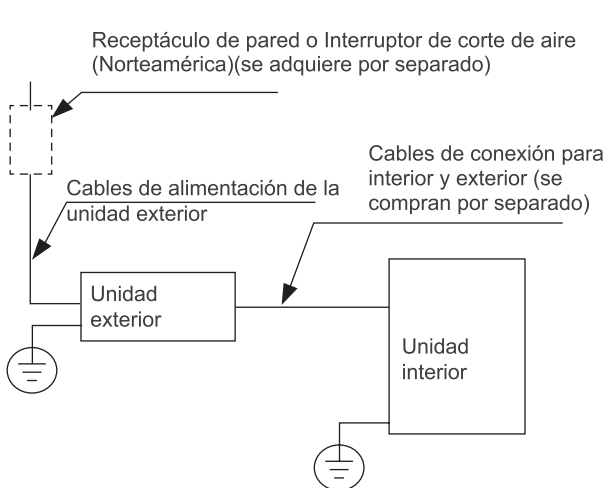 Receptáculo de pared o Interruptor de corte de aire
(Norteamérica)(se adquiere por separado)
Cables de conexión para
interior y exterior (se
compran por separado)
Cables de alimentación de la
unidad exterior
Unidad
exterior
Unidad
interior